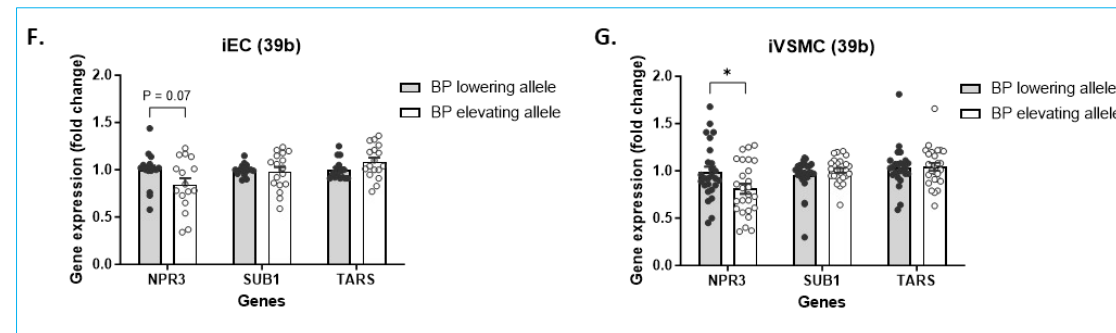 F.
iEC (39b)
Gene expression (fold change)
2.0
1.5
1.0
0.5
0.0
P = 0.07
NPR3
SUB1
TARS
Genes
BP lowering allele
BP elevating allele
G.
iVSMC (39b)
Gene expression (fold change)
2.0
1.5
1.0
0.5
0.0
*
NPR3
SUB1
TARS
Genes
BP lowering allele
BP elevating allele